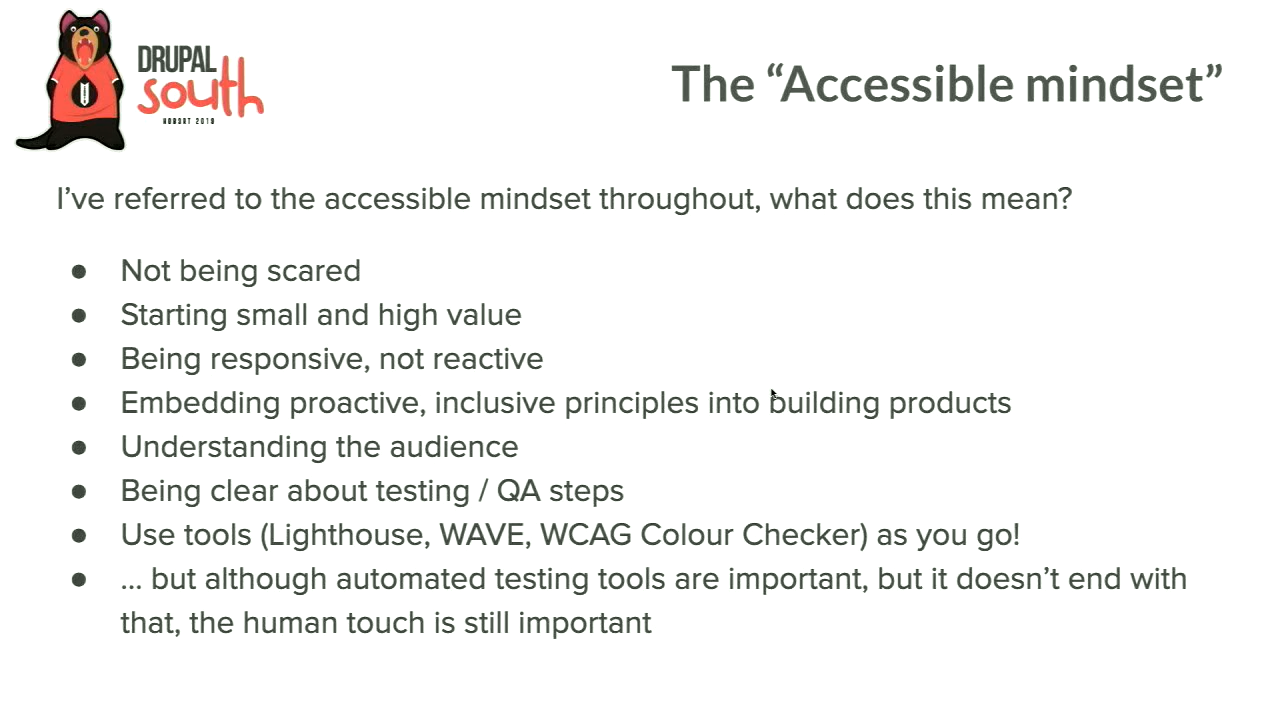 DRUPAL
south
HOBART 2019
The “Accessible mindset”
I’ve referred to the accessible mindset throughout, what does this mean?
● Not being scared
● Starting small and high value
● Being responsive, not reactive
● Embedding proactive, inclusive principles into building products
● Understanding the audience
● Being clear about testing / QA steps
● Use tools (Lighthouse, WAVE, WCAG Colour Checker) as you go!
● ... but although automated testing tools are important, but it doesn’t end with
that, the human touch is still important